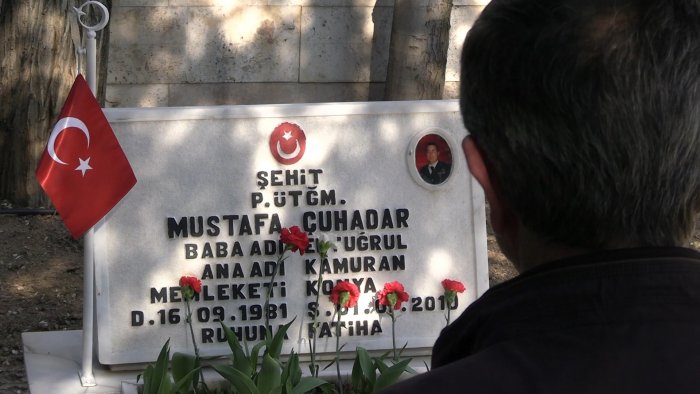 ŞEHİT
P. ÜTĞM.
MUSTAFA ÇUHADAR
BABA ADI
ANA ADI KAMURAN
MEMLEKETİ KONYA
D. 16.09.1981 Ş.
RUHUNA FATİHA